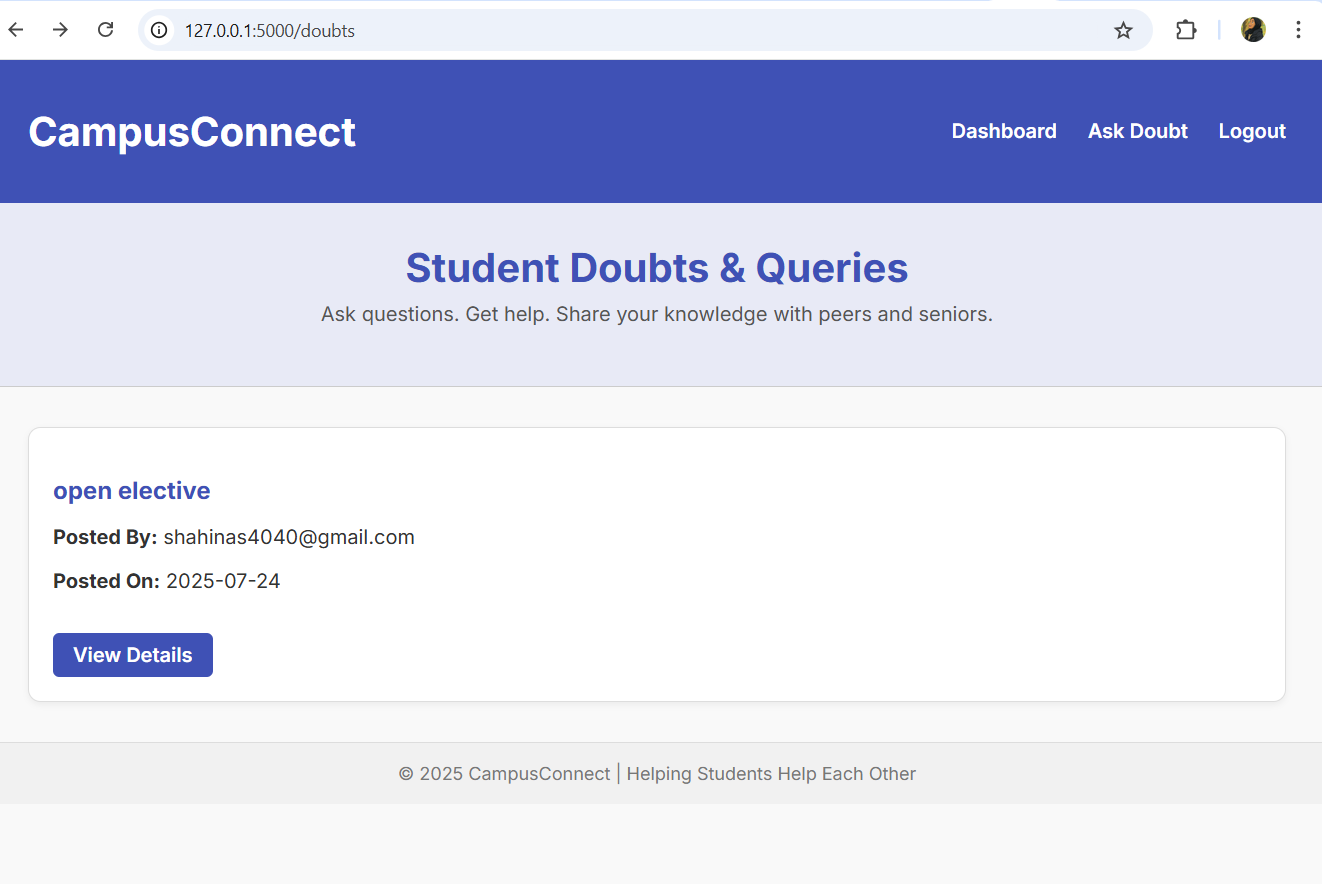 127.0.0.1:5000/doubts
CampusConnect
Dashboard Ask Doubt Logout
Student Doubts & Queries
Ask questions. Get help. Share your knowledge with peers and seniors.
open elective
Posted By: shahinas4040@gmail.com
Posted On: 2025-07-24
View Details
© 2025 CampusConnect | Helping Students Help Each Other